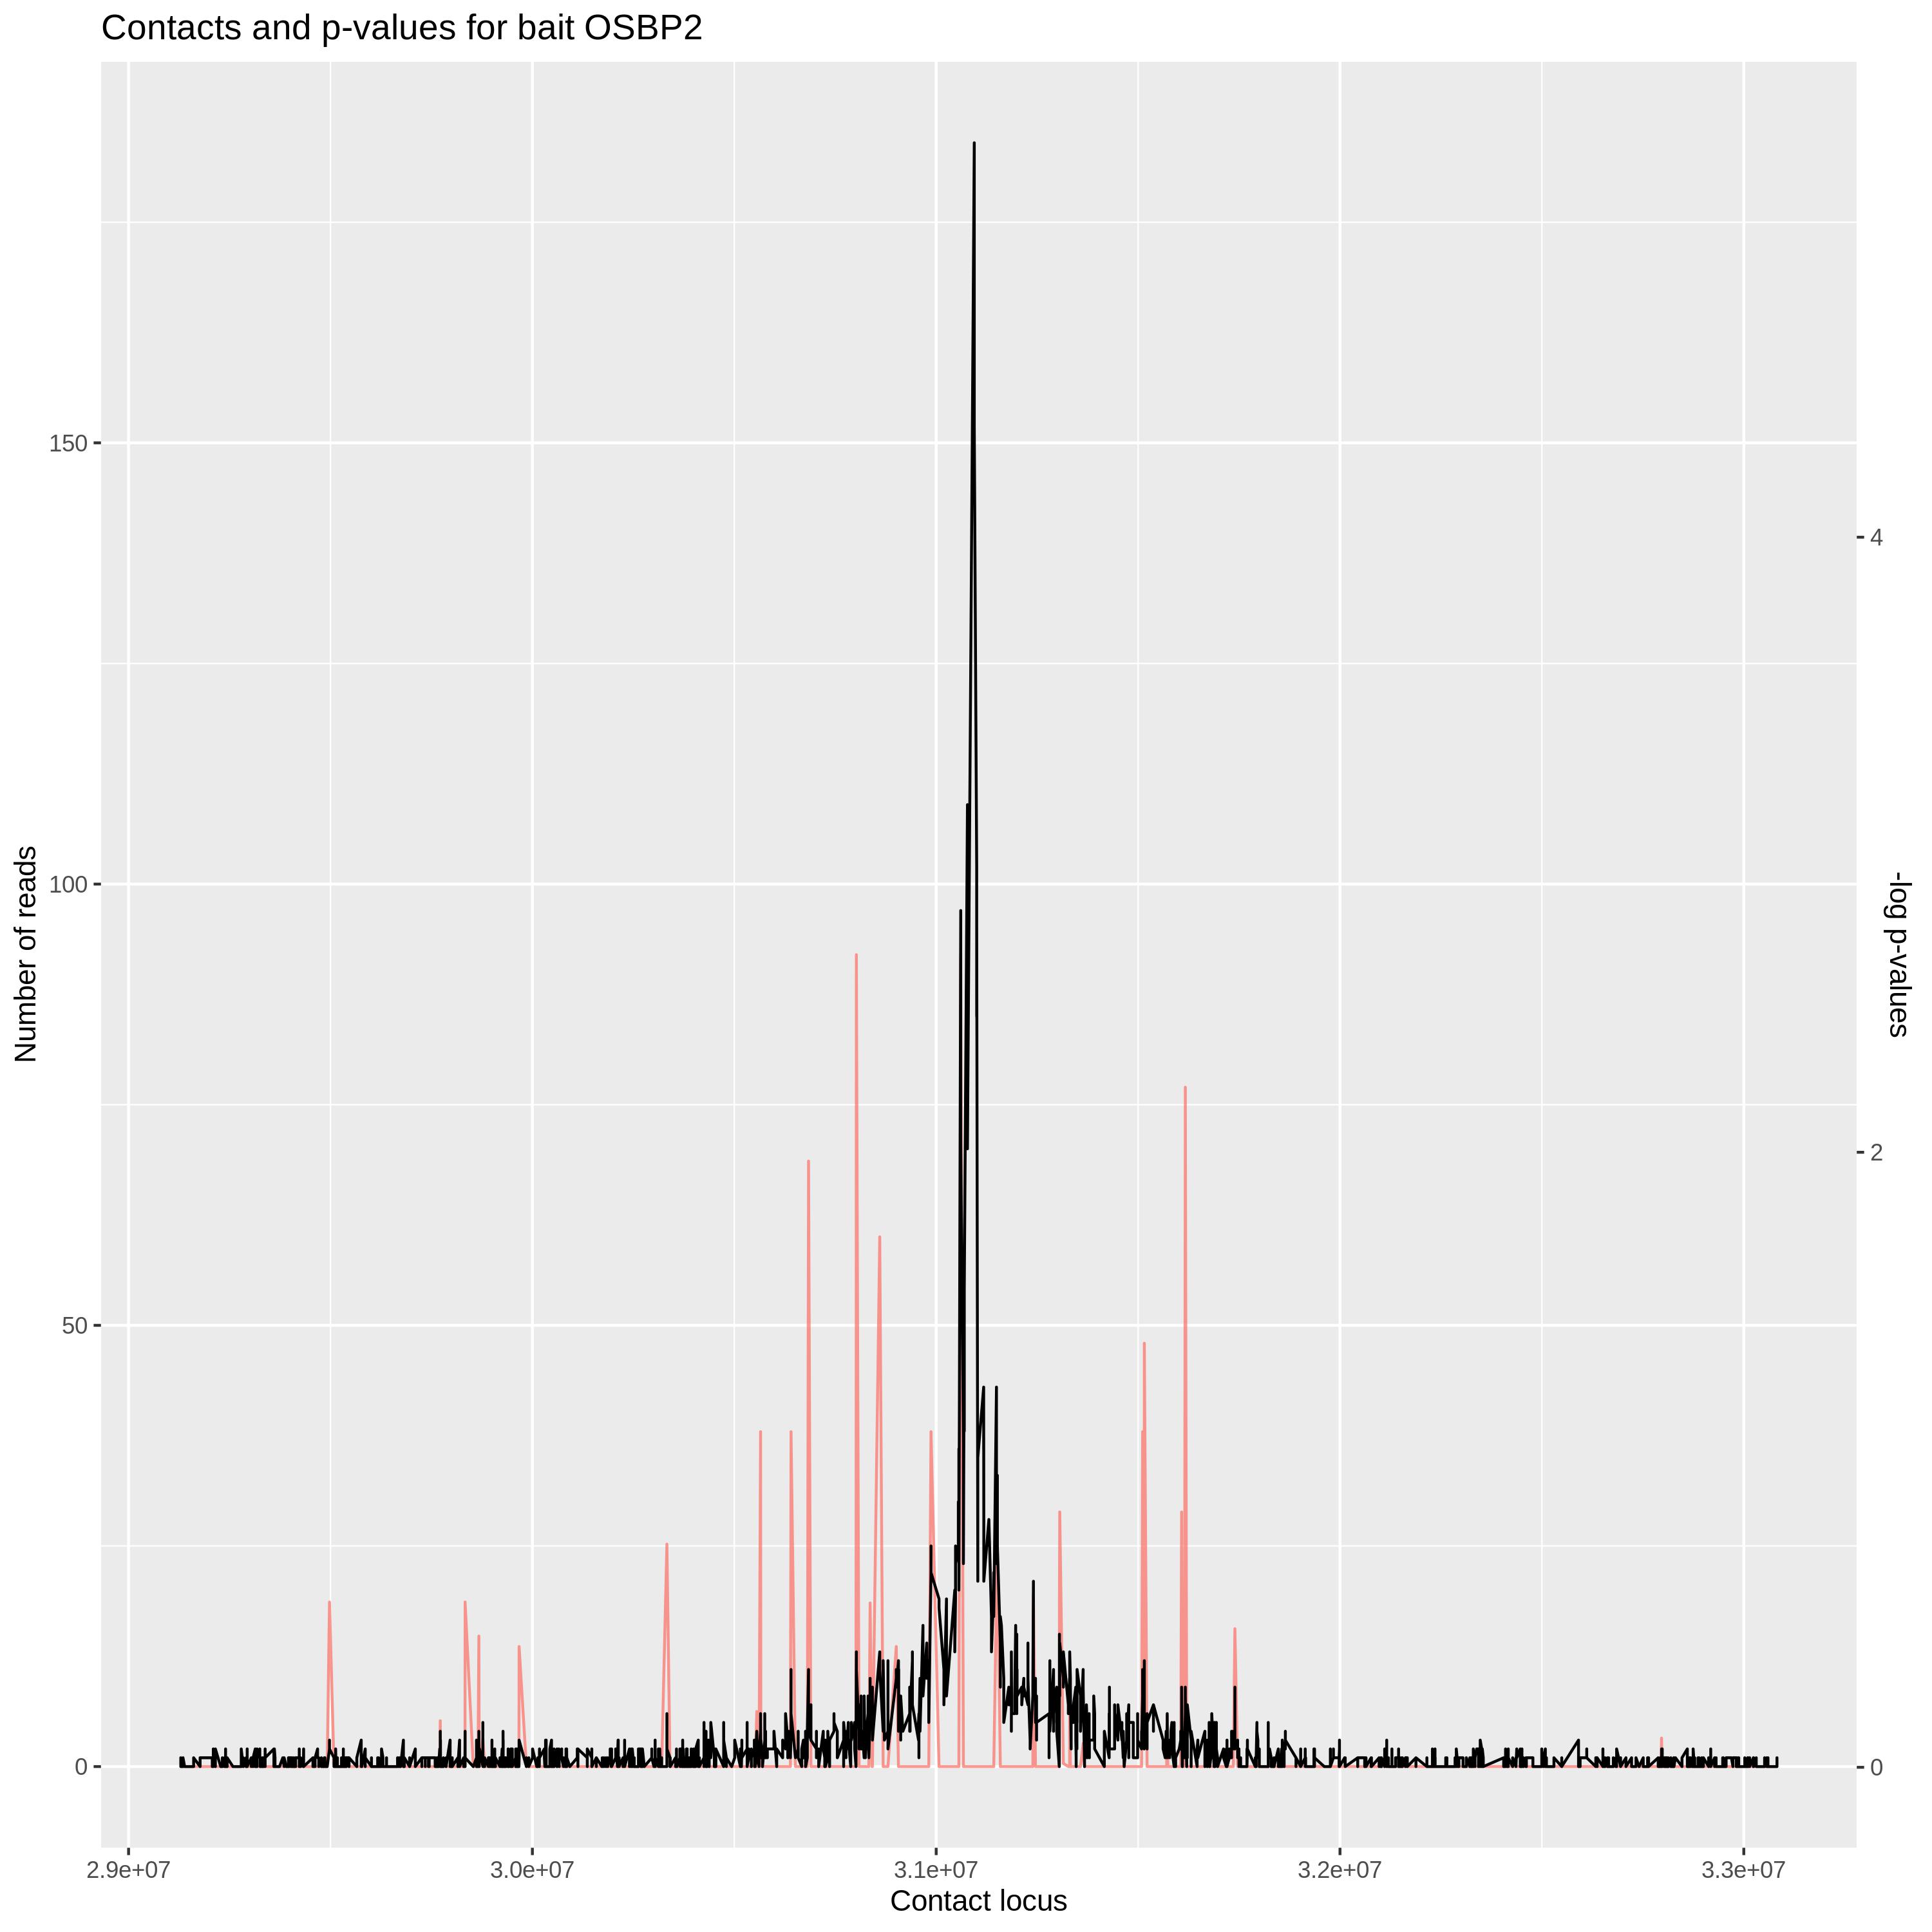 Contacts and p-values for bait OSBP2
Number of reads
150
100
50
0
4
2
0
-log p-values
2.9e+07
3.0e+07
3.1e+07
3.2e+07
3.3e+07
Contact locus